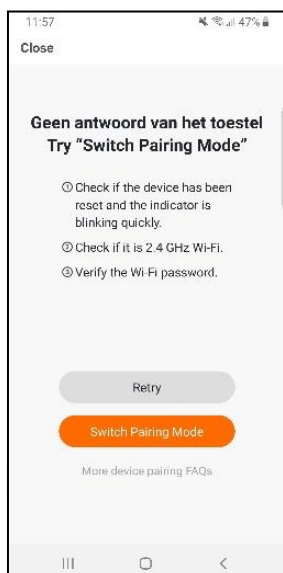 11:57 47%
Close
Geen antwoord van het toestel
Try “Switch Pairing Mode”
① Check if the device has been
reset and the indicator is
blinking quickly.
② Check if it is 2.4 GHz Wi-Fi.
③ Verify the Wi-Fi password.
Retry
Switch Pairing Mode
More device pairing FAQs